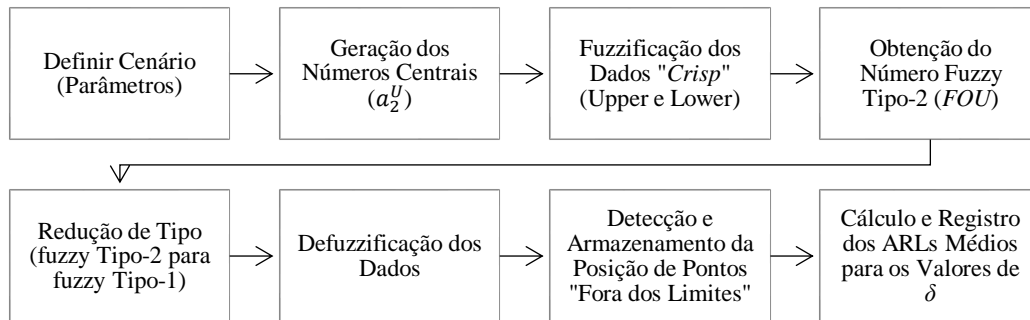 Definir Cenário
(Parâmetros)
Geração dos
Números Centrais
(a₂ᵁ)
Fuzzificação dos
Dados "Crisp"
(Upper e Lower)
Obtenção do
Número Fuzzy
Tipo-2 (FOU)
Redução de Tipo
(fuzzy Tipo-2 para
fuzzy Tipo-1)
Defuzzificação dos
Dados
Detecção e
Armazenamento da
Posição de Pontos
"Fora dos Limites"
Cálculo e Registro
dos ARLs Médios
para os Valores de
δ